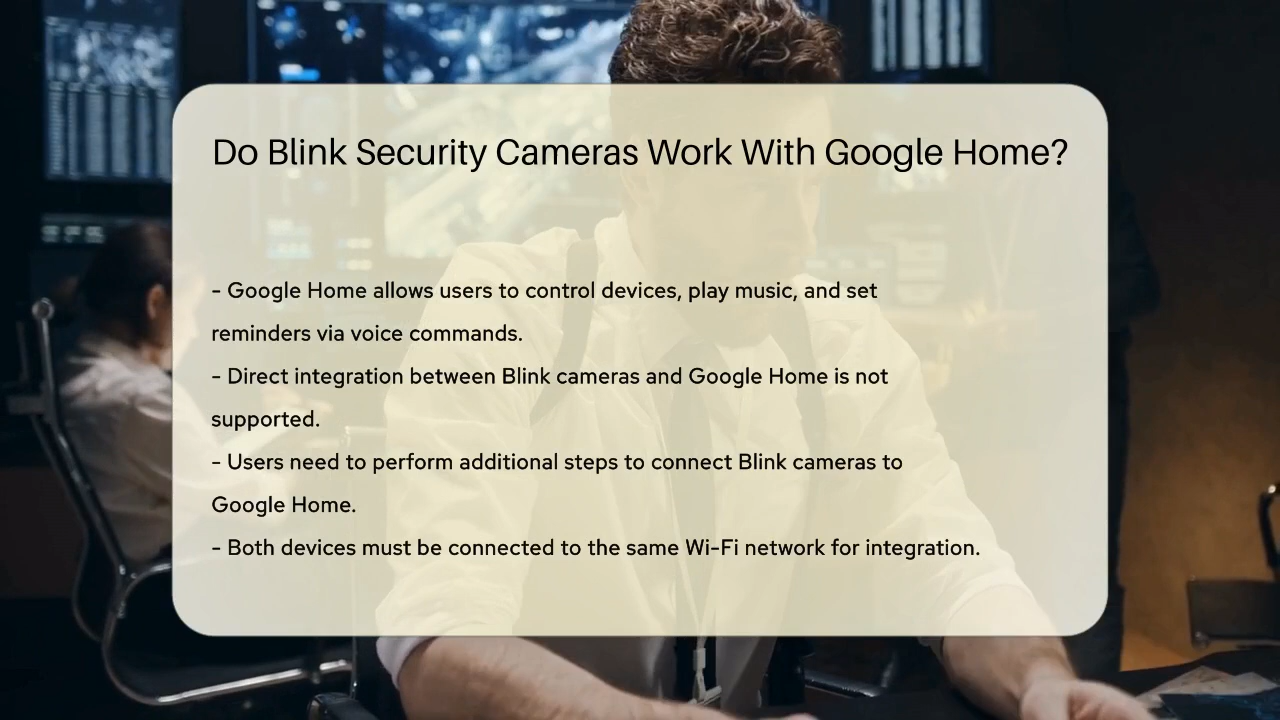 Do Blink Security Cameras Work With Google Home?
- Google Home allows users to control devices, play music, and set
reminders via voice commands.
- Direct integration between Blink cameras and Google Home is not
supported.
- Users need to perform additional steps to connect Blink cameras to
Google Home.
- Both devices must be connected to the same Wi-Fi network for integration.